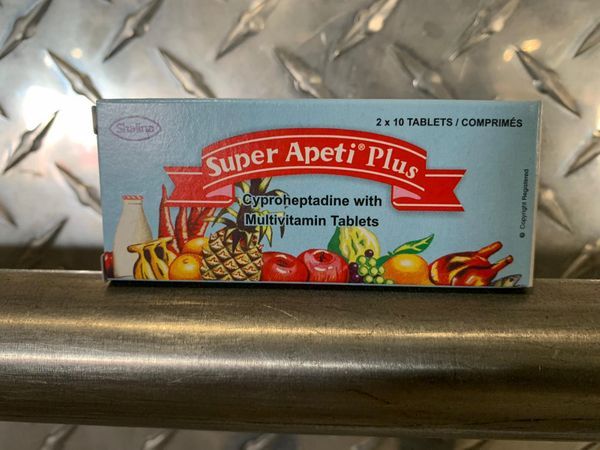 Shalina
2 x 10 TABLETS / COMPRIMÉS
Super Apeti® Plus
Cyproheptadine with
Multivitamin Tablets
© Copyright Registered